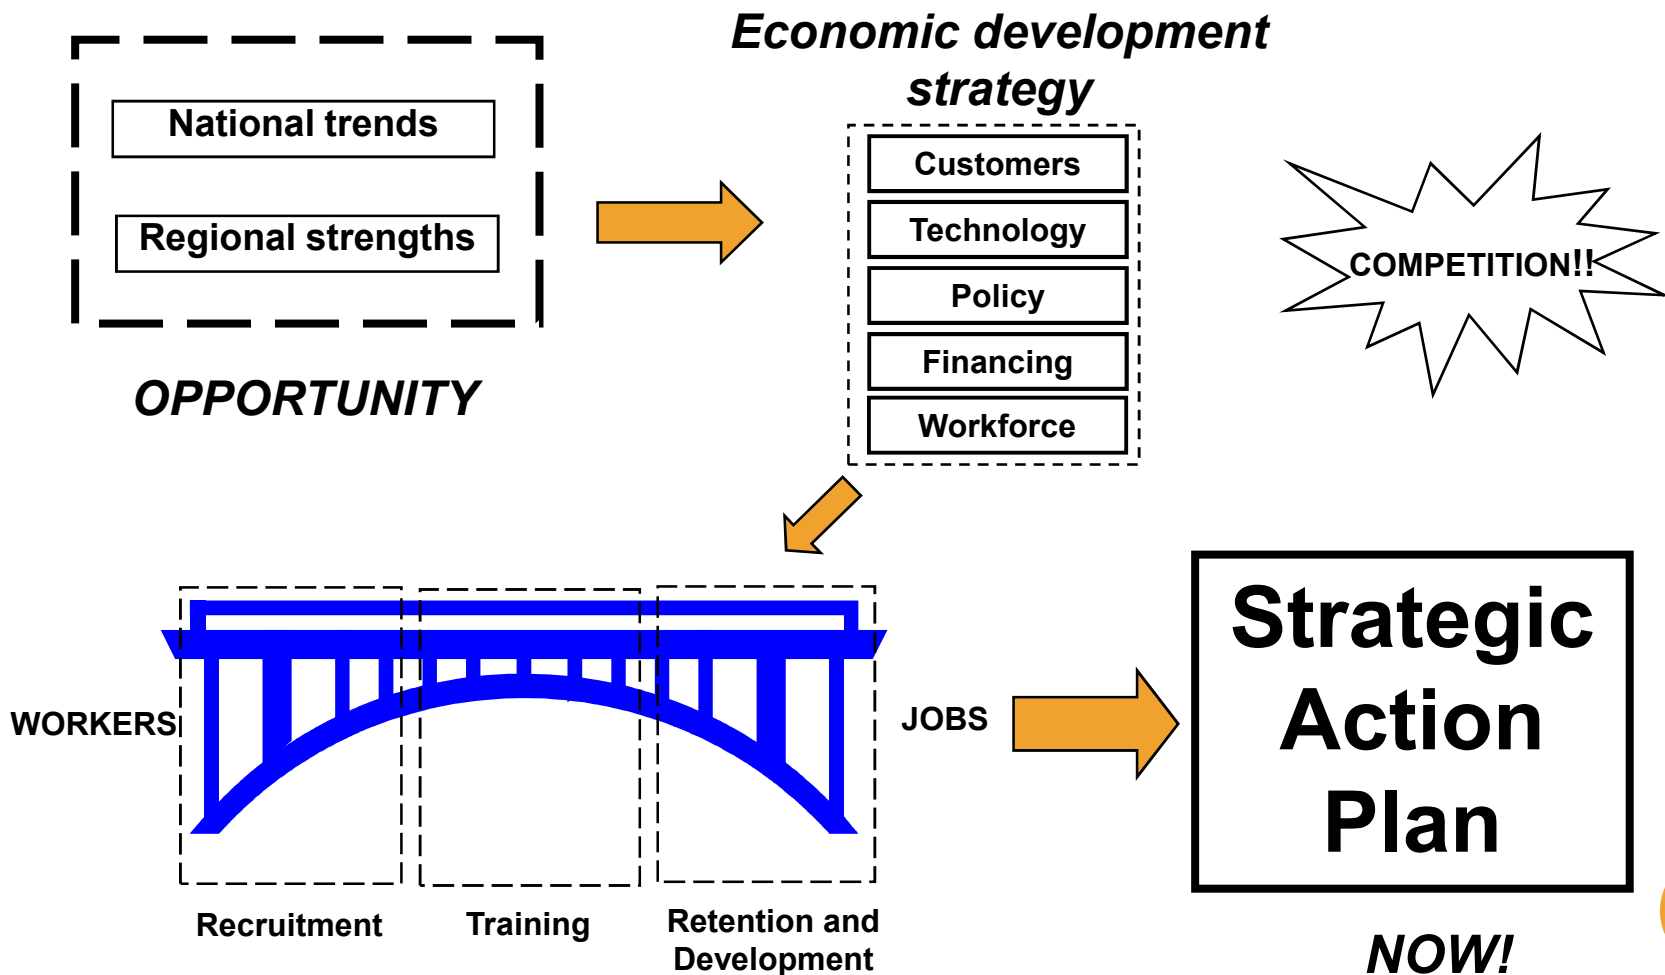 Economic development
strategy
National trends
Regional strengths
OPPORTUNITY
Customers
Technology
Policy
Financing
Workforce
COMPETITION!!
WORKERS
JOBS
Recruitment
Training
Retention and
Development
Strategic
Action
Plan
NOW!